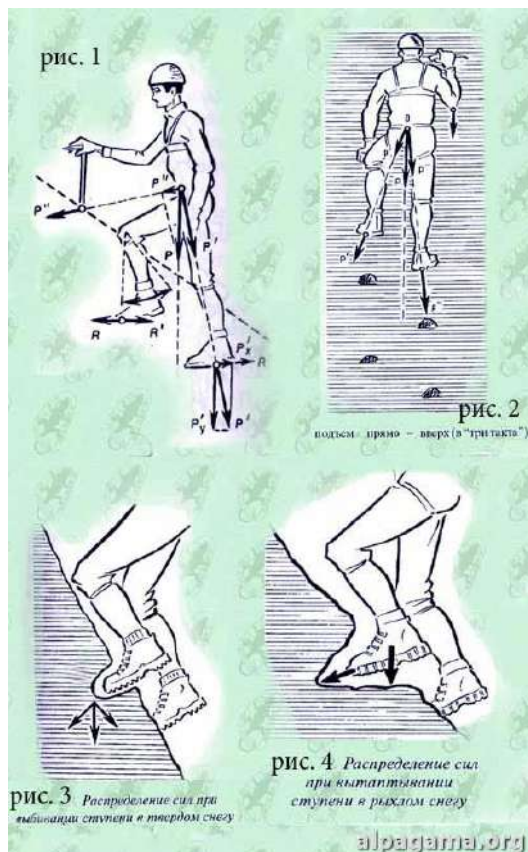 рис. 1
P" P" P P'
R R' P'x R
P'y P'
рис. 2
подъем прямо – вверх (в "три такта")
рис. 3 Распределение сил при
выбивании ступени в твердом снегу
рис. 4 Распределение сил
при вытаптывании
ступени в рыхлом снегу
alpagama.org